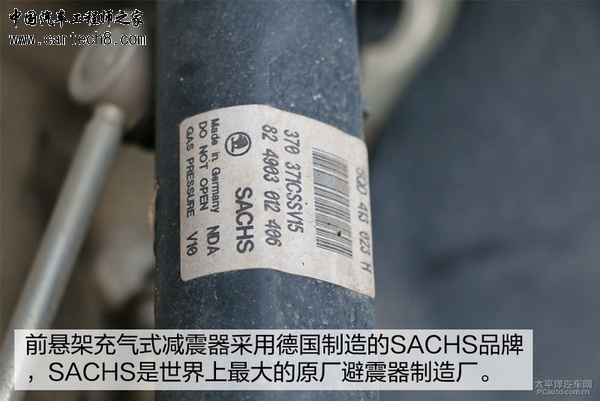 中国汽车工程师之家
www.cartech8.com
5Q0 413 023 M
370 371CSSV15
82 4903 012 406
SACHS
Made in Germany NDA
DO NOT OPEN
GAS PRESSURE V10
前悬架充气式减震器采用德国制造的SACHS品牌
，SACHS是世界上最大的原厂避震器制造厂。
太平洋汽车网
PCauto.com.cn